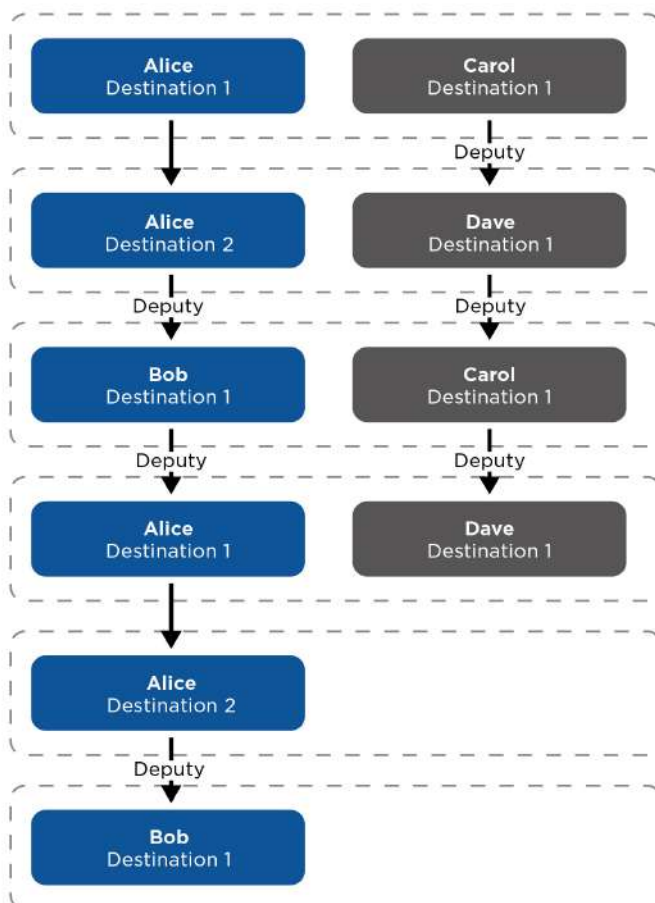 Alice
Destination 1
Carol
Destination 1
Deputy
Alice
Destination 2
Dave
Destination 1
Deputy
Deputy
Bob
Destination 1
Carol
Destination 1
Deputy
Deputy
Alice
Destination 1
Dave
Destination 1
Alice
Destination 2
Deputy
Bob
Destination 1